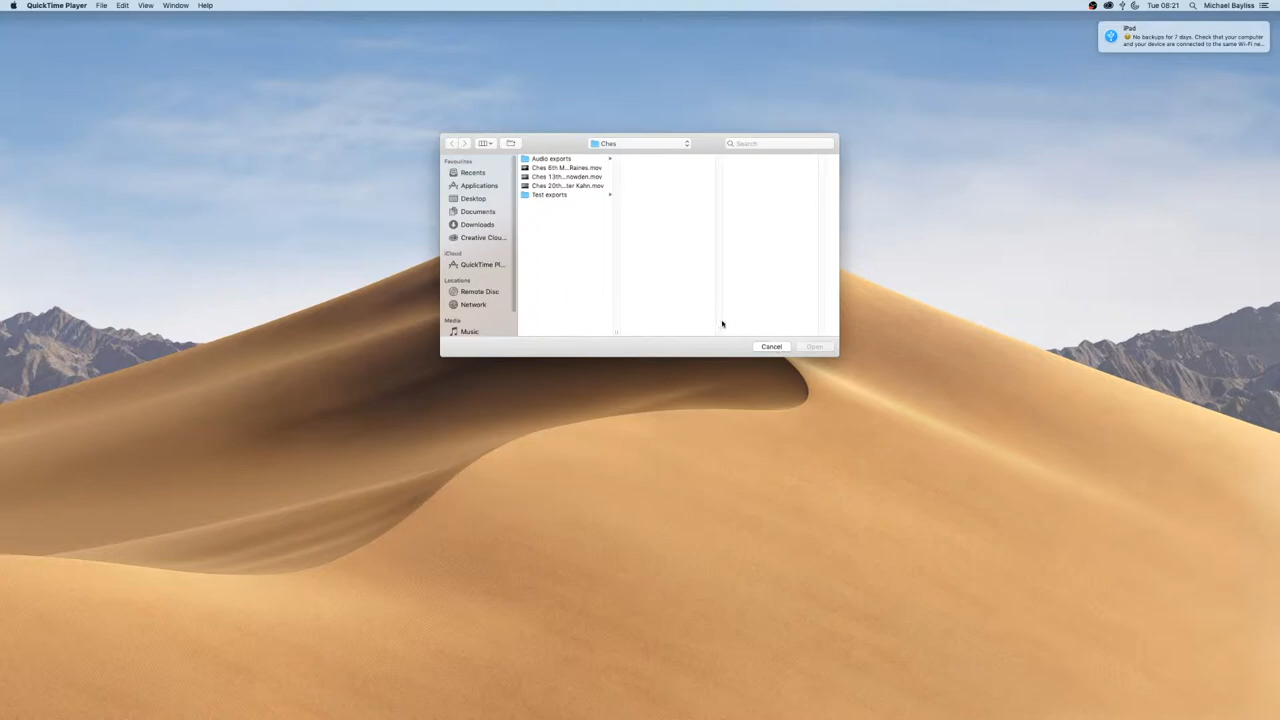 QuickTime Player File Edit View Window Help
Tue 08:21 Michael Bayliss
iPad
No backups for 7 days. Check that your computer
and your device are connected to the same Wi-Fi ne...
Ches
Search
Favourites
Recents
Applications
Desktop
Documents
Downloads
Creative Clou...
iCloud
QuickTime Pl...
Locations
Remote Disc
Network
Media
Music
Audio exports
Ches 6th M...Raines.mov
Ches 13th...nowden.mov
Ches 20th...ter Kahn.mov
Test exports
Cancel
Open